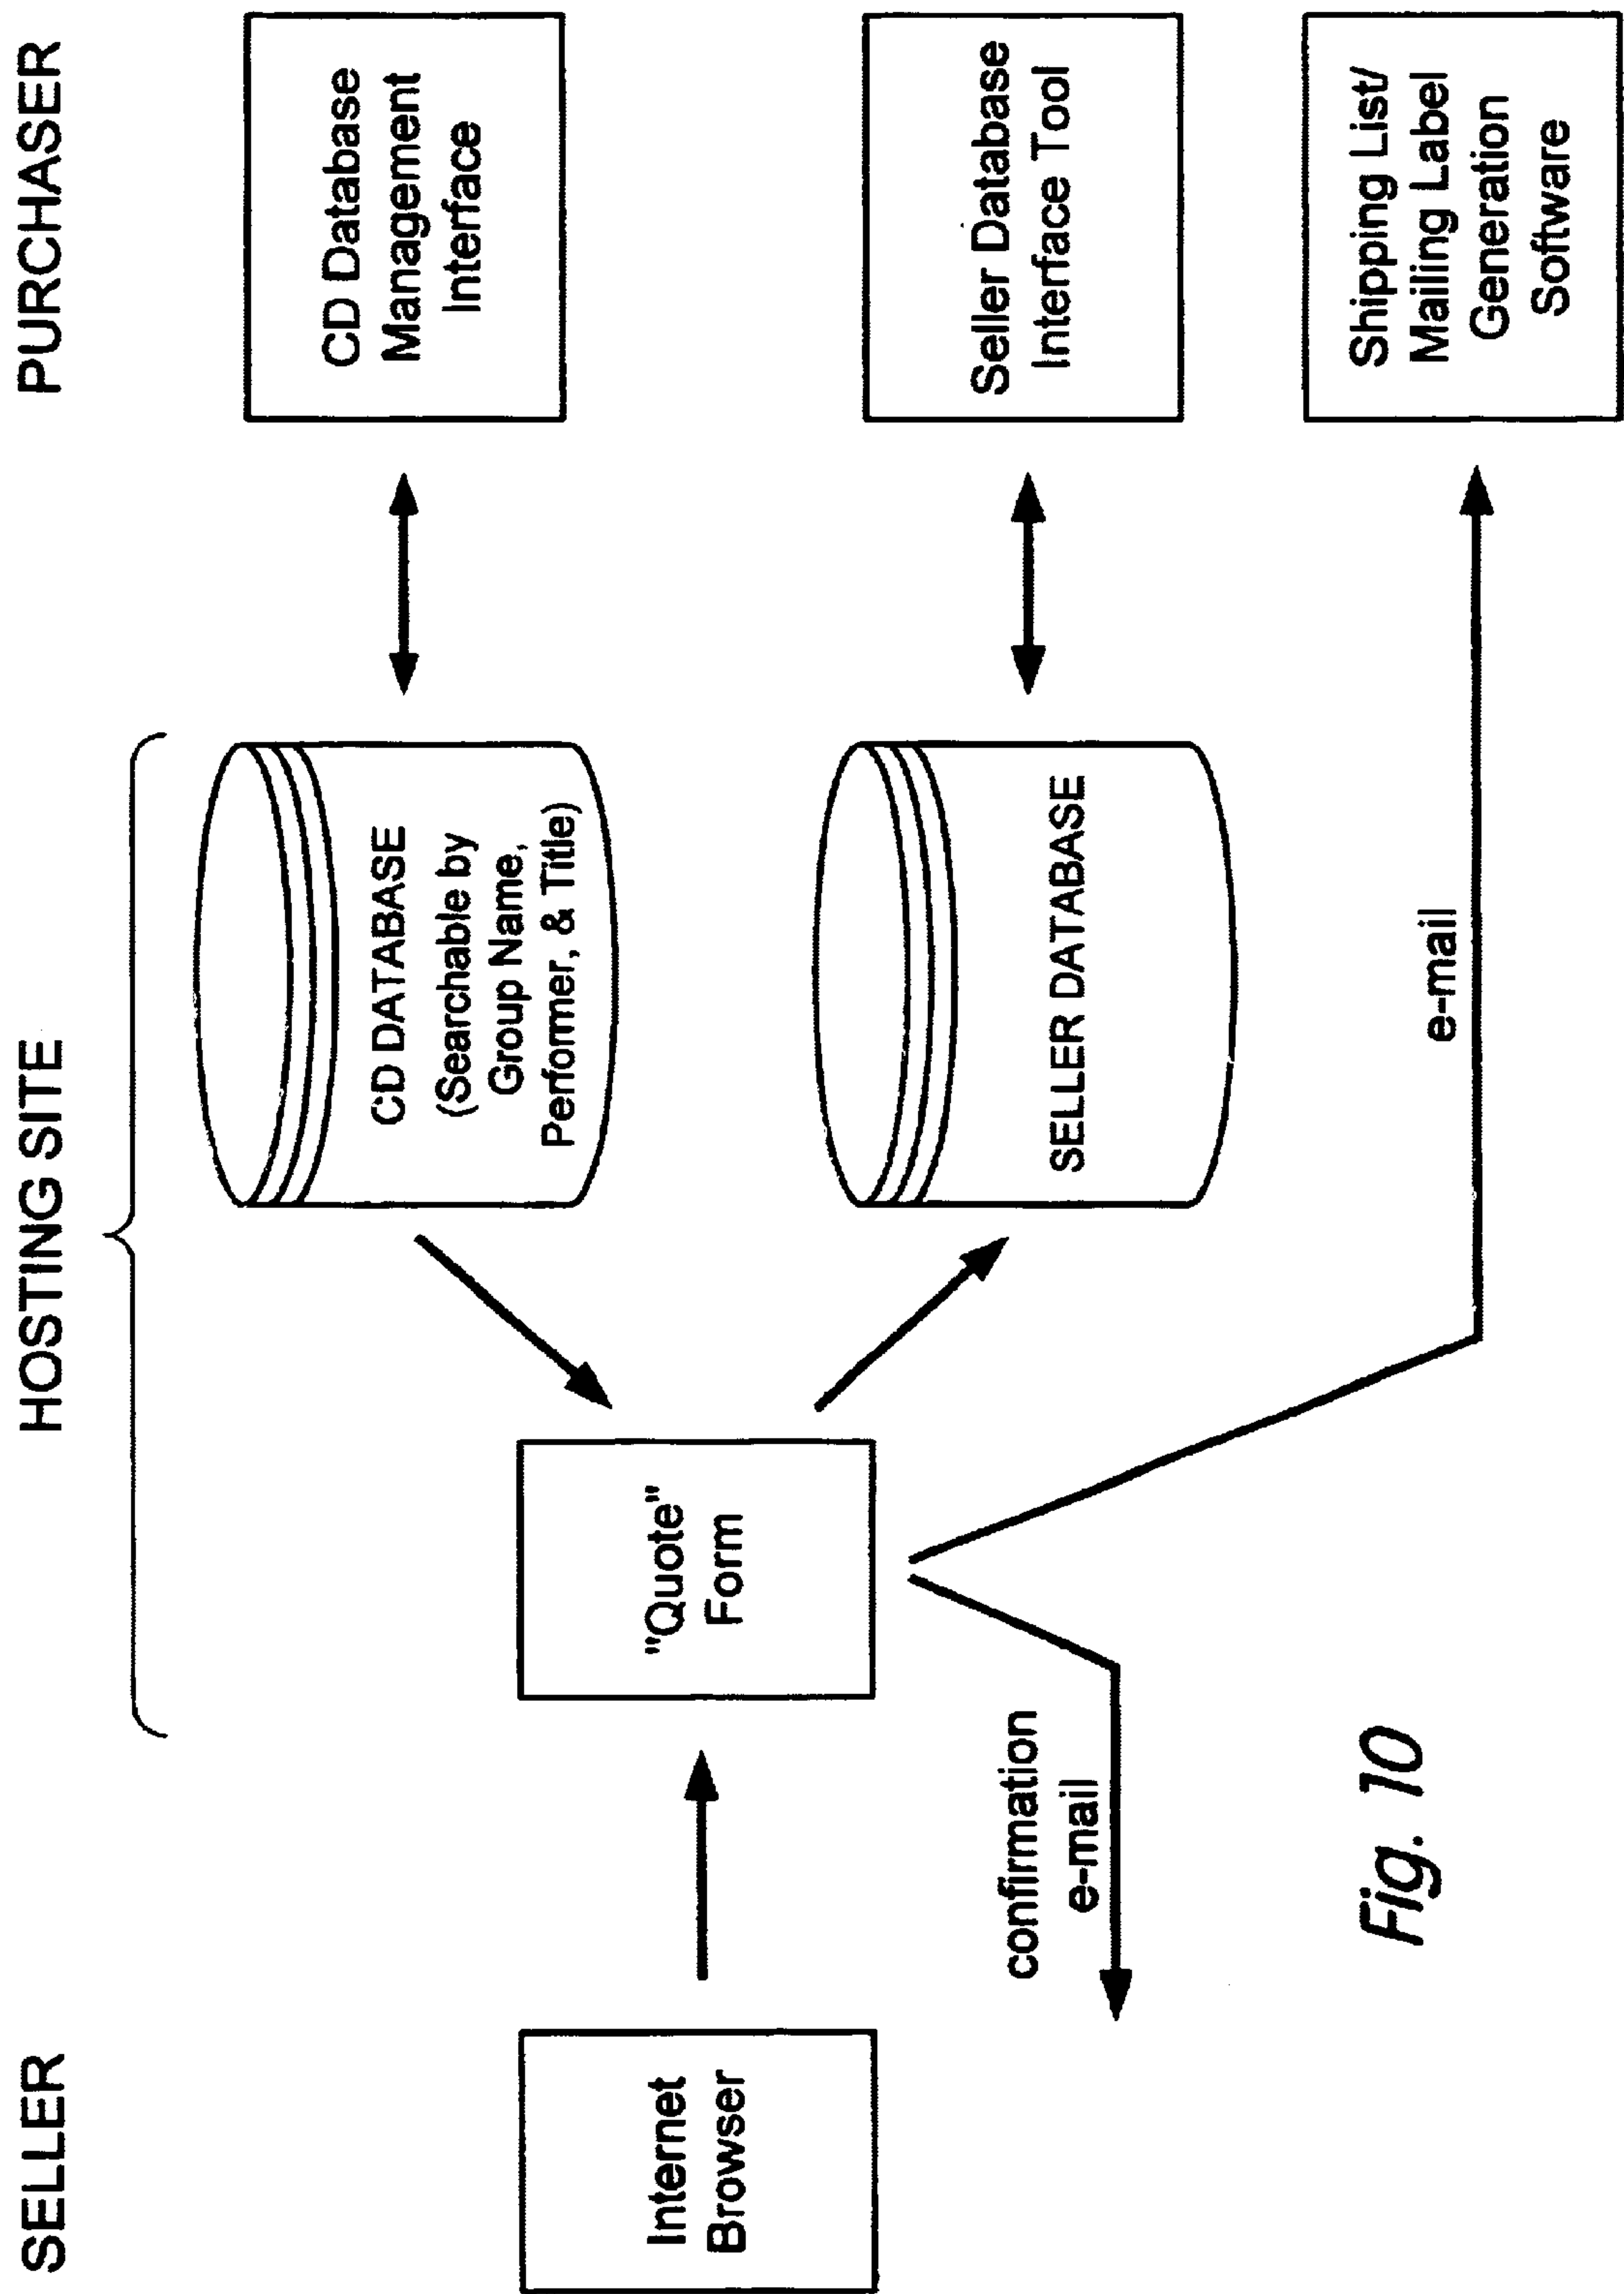 SELLER
HOSTING SITE
PURCHASER
Internet
Browser
"Quote"
Form
CD DATABASE
(Searchable by
Group Name,
Performer, & Title)
CD Database
Management
Interface
SELLER DATABASE
Seller Database
Interface Tool
confirmation
e-mail
e-mail
Shipping List/
Mailing Label
Generation
Software
Fig. 10